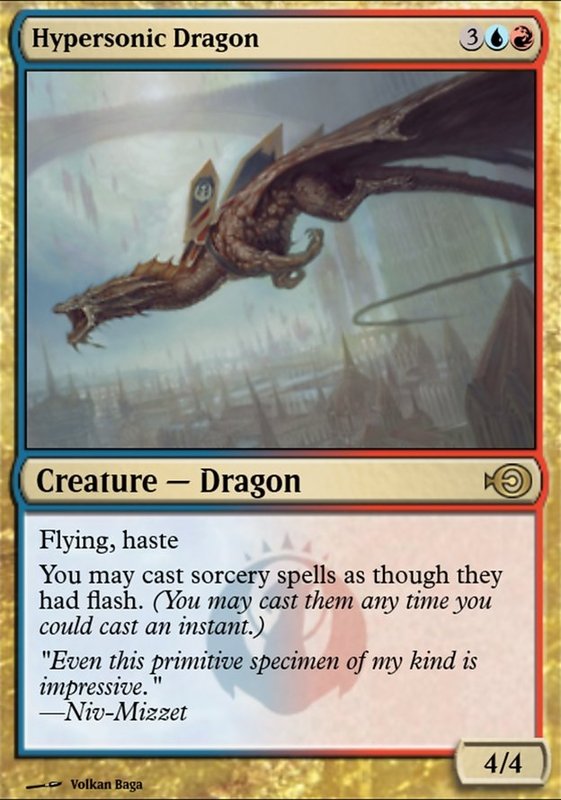 Hypersonic Dragon 3
Creature — Dragon
Flying, haste
You may cast sorcery spells as though they
had flash. (You may cast them any time you
could cast an instant.)
"Even this primitive specimen of my kind is
impressive."
—Niv-Mizzet
4/4
Volkan Baga